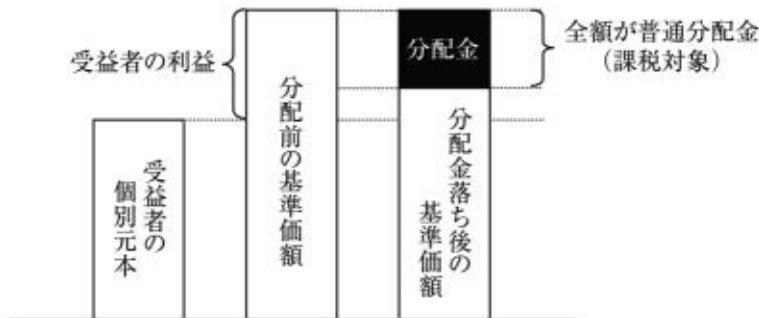 受益者の利益
分配金
全額が普通分配金
（課税対象）
受益者の
個別元本
分配前の基準価額
分配金落ち後の
基準価額